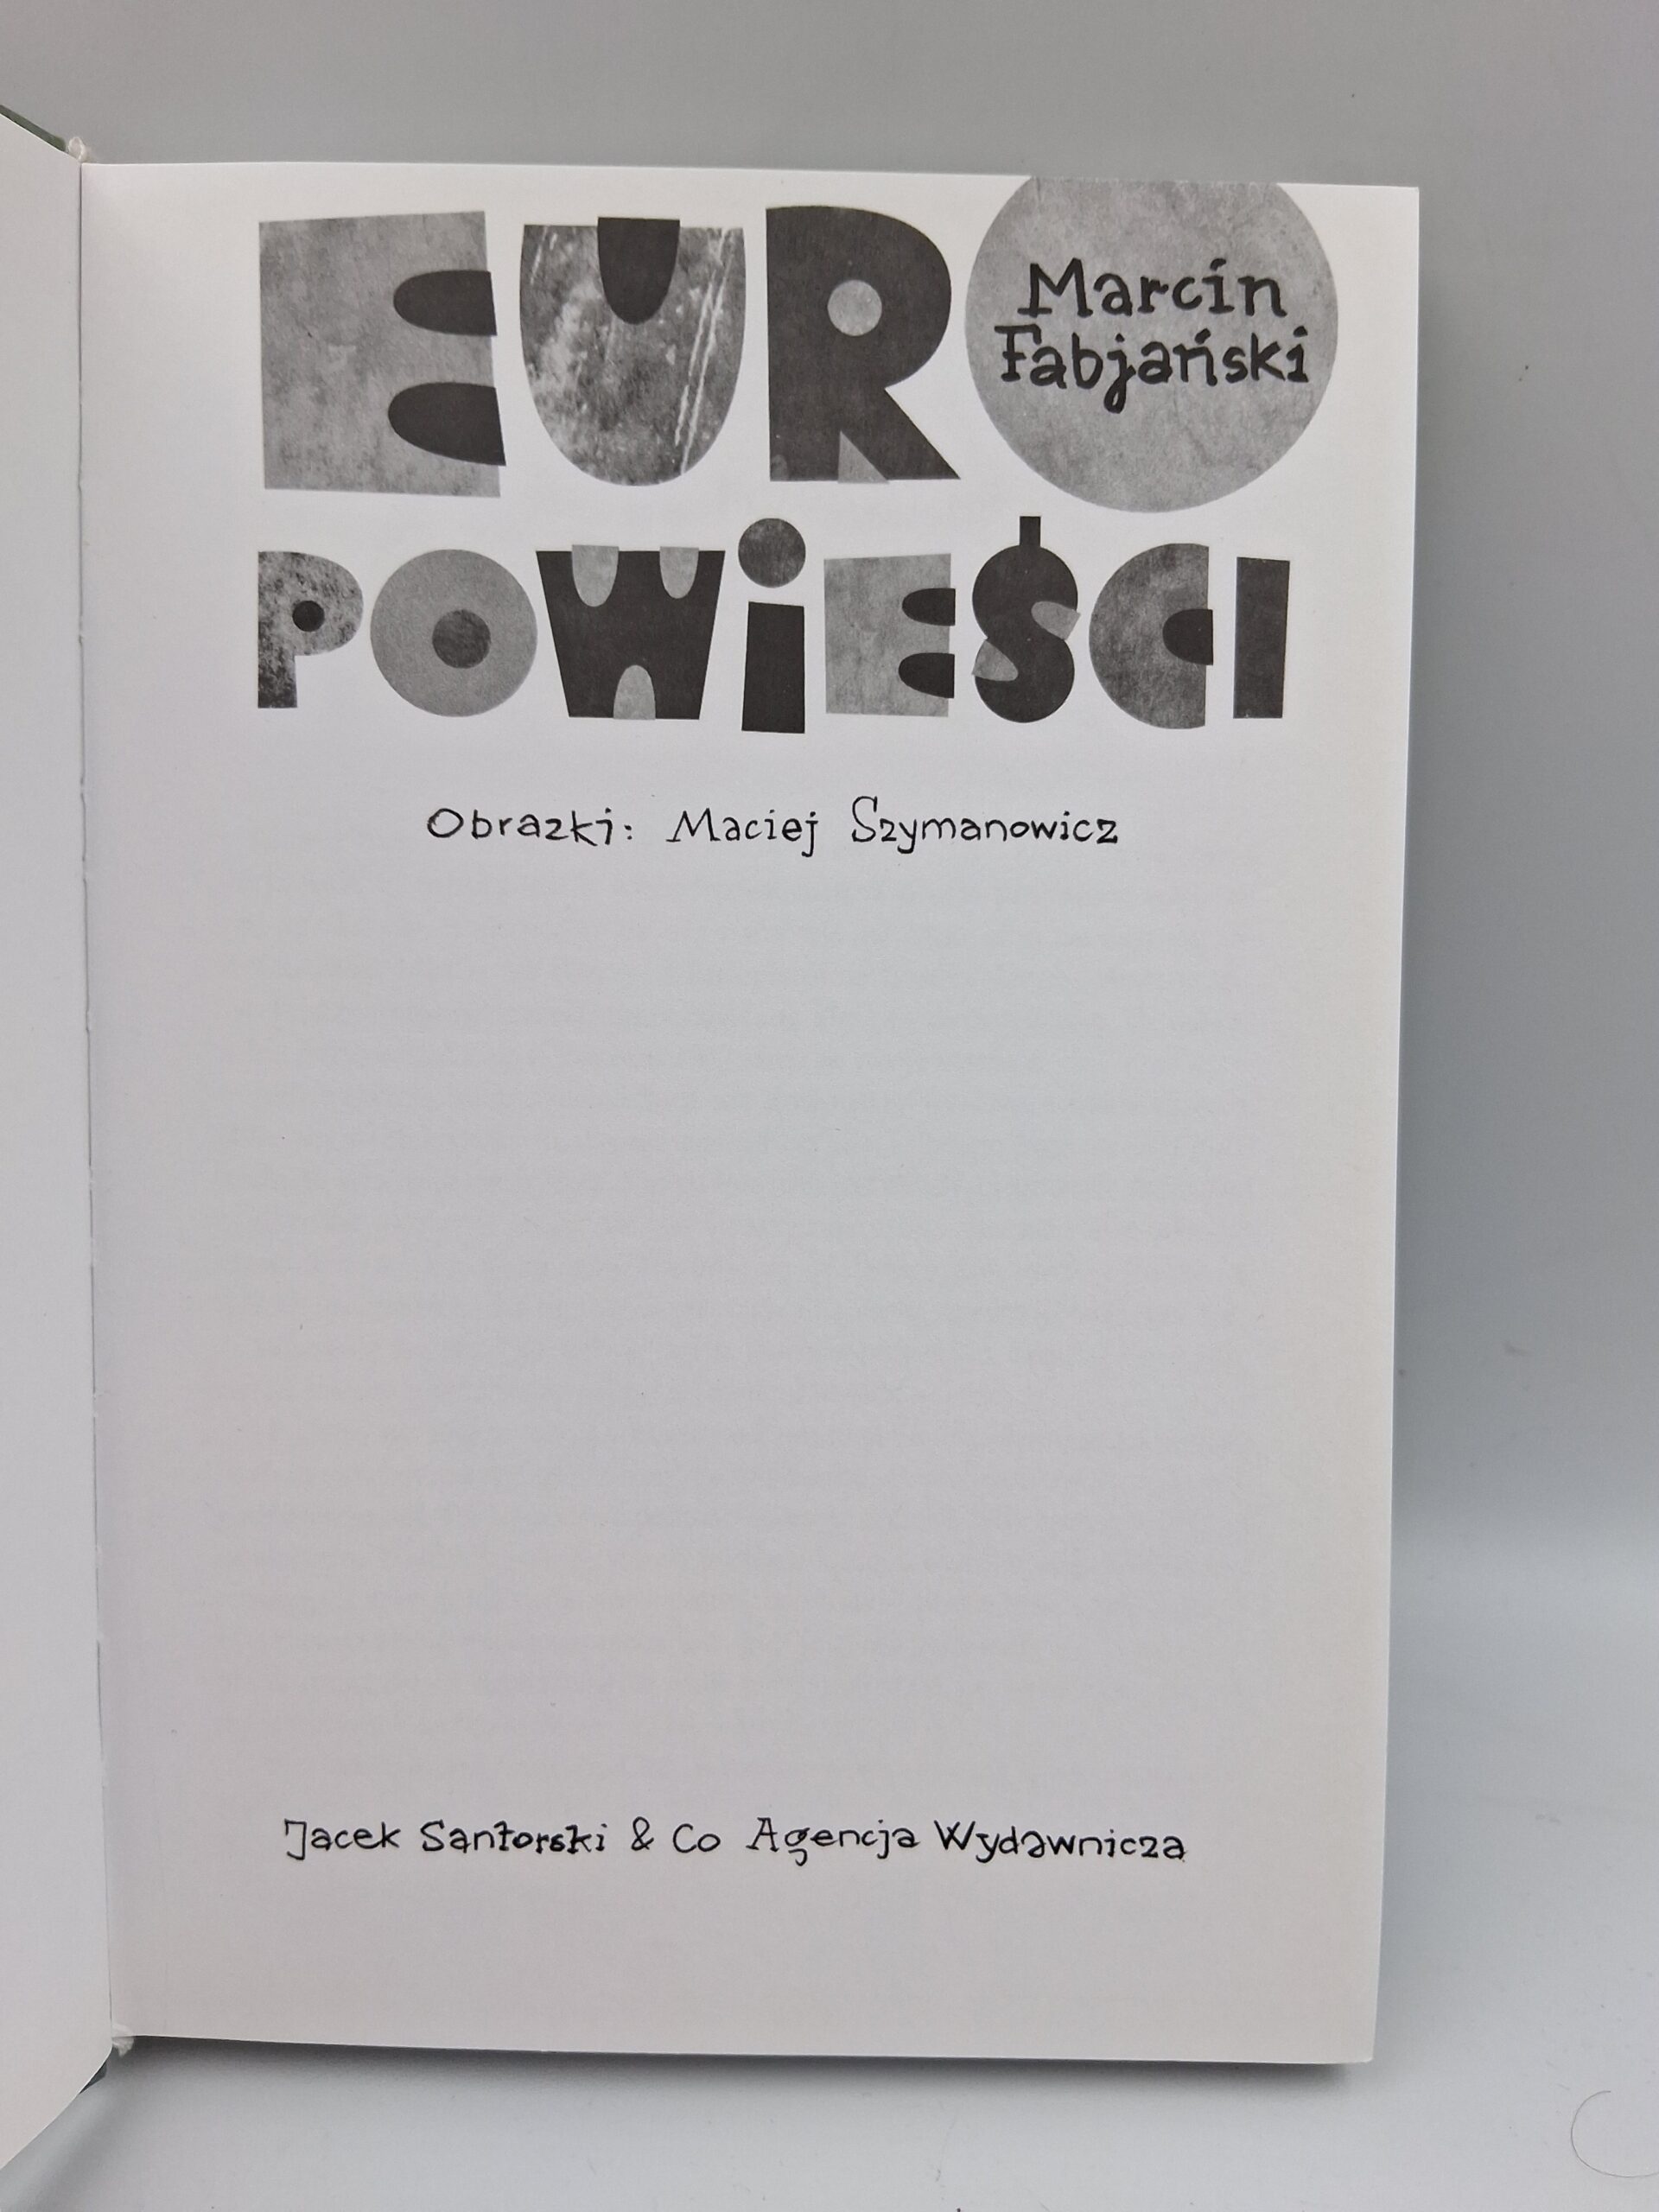 EURO
Marcin
Fabjański
POWiEŚCI
Obrazki: Maciej Szymanowicz
Jacek Santorski & Co Agencja Wydawnicza